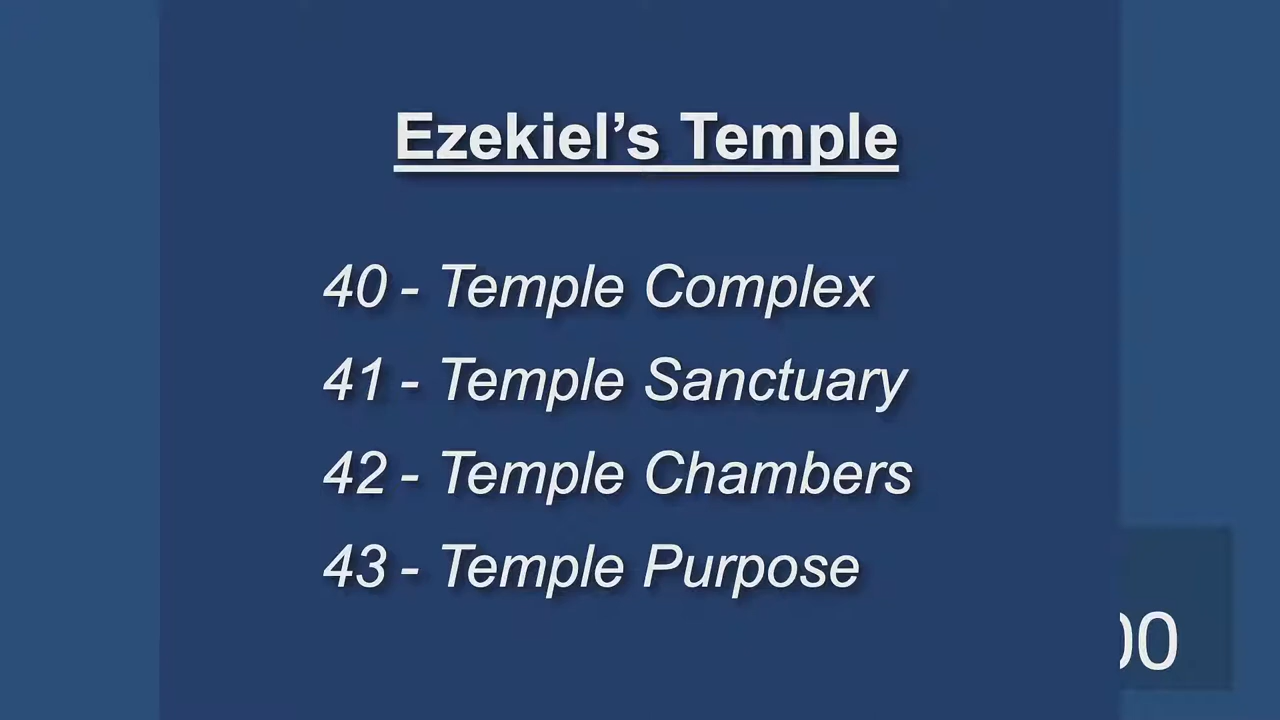 Ezekiel’s Temple
40 - Temple Complex
41 - Temple Sanctuary
42 - Temple Chambers
43 - Temple Purpose